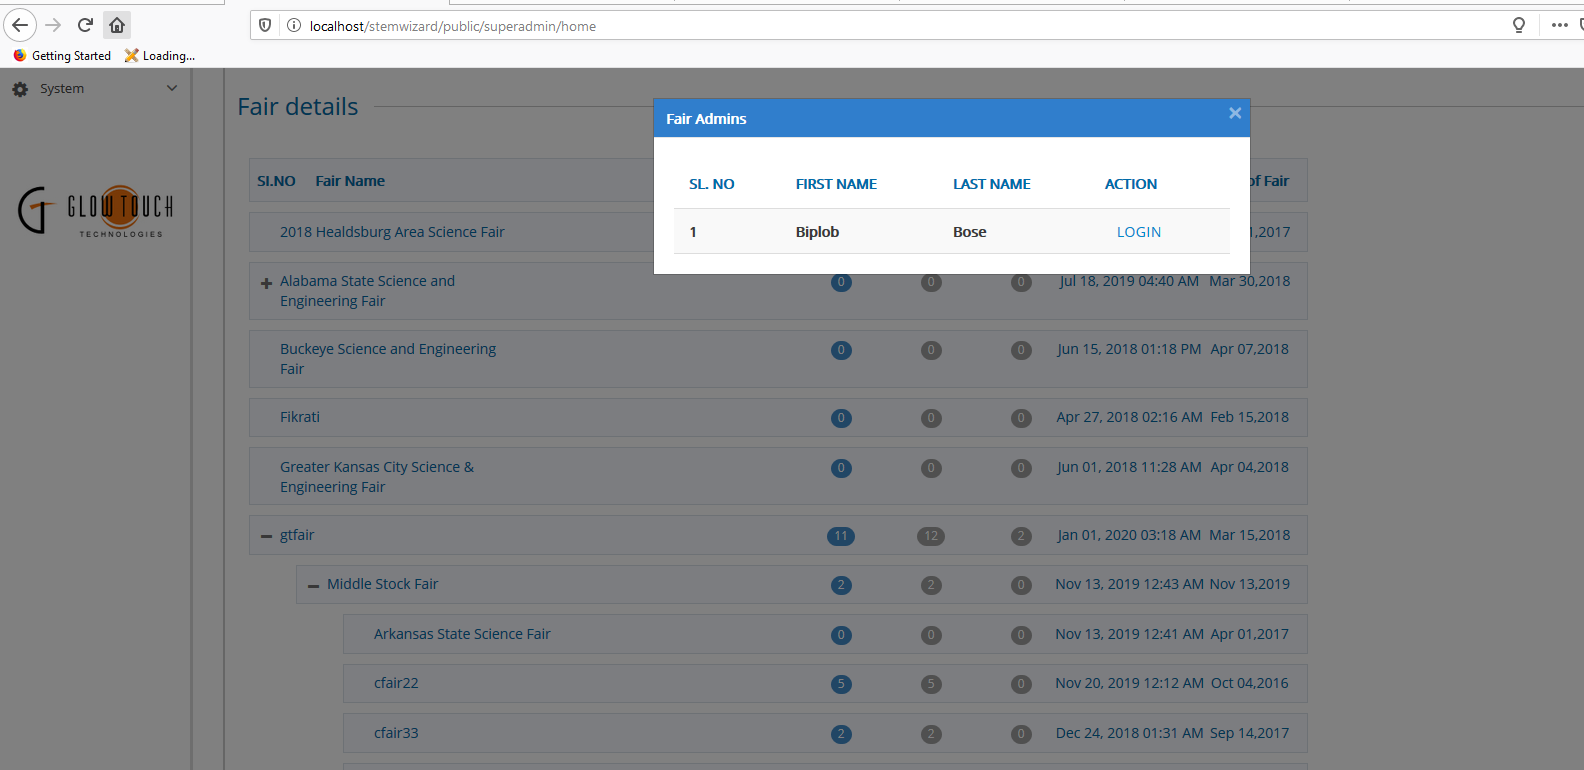 localhost/stemwizard/public/superadmin/home
Getting Started Loading...
System
GLOWTOUCH
TECHNOLOGIES
Fair details
Fair Admins
SL. NO FIRST NAME LAST NAME ACTION
1 Biplob Bose LOGIN
SI.NO Fair Name of Fair
2018 Healdsburg Area Science Fair 1,2017
Alabama State Science and 0 0 0 Jul 18, 2019 04:40 AM Mar 30,2018
Engineering Fair
Buckeye Science and Engineering 0 0 0 Jun 15, 2018 01:18 PM Apr 07,2018
Fair
Fikrati 0 0 0 Apr 27, 2018 02:16 AM Feb 15,2018
Greater Kansas City Science & 0 0 0 Jun 01, 2018 11:28 AM Apr 04,2018
Engineering Fair
gtfair 11 12 2 Jan 01, 2020 03:18 AM Mar 15,2018
Middle Stock Fair 2 2 0 Nov 13, 2019 12:43 AM Nov 13,2019
Arkansas State Science Fair 0 0 0 Nov 13, 2019 12:41 AM Apr 01,2017
cfair22 5 5 0 Nov 20, 2019 12:12 AM Oct 04,2016
cfair33 2 2 0 Dec 24, 2018 01:31 AM Sep 14,2017